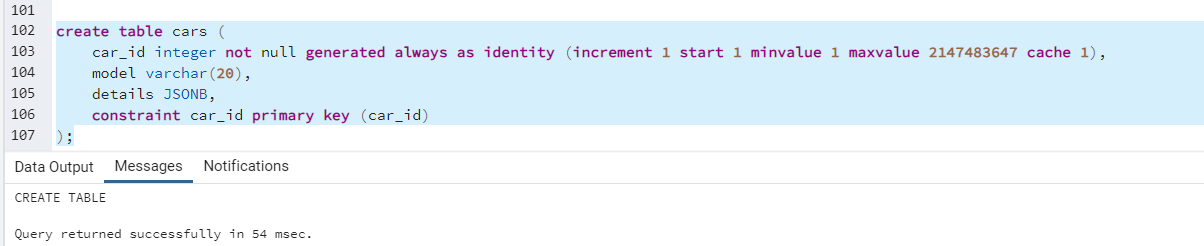 101
102 create table cars (
103 car_id integer not null generated always as identity (increment 1 start 1 minvalue 1 maxvalue 2147483647 cache 1),
104 model varchar(20),
105 details JSONB,
106 constraint car_id primary key (car_id)
107 );
Data Output Messages Notifications
CREATE TABLE
Query returned successfully in 54 msec.